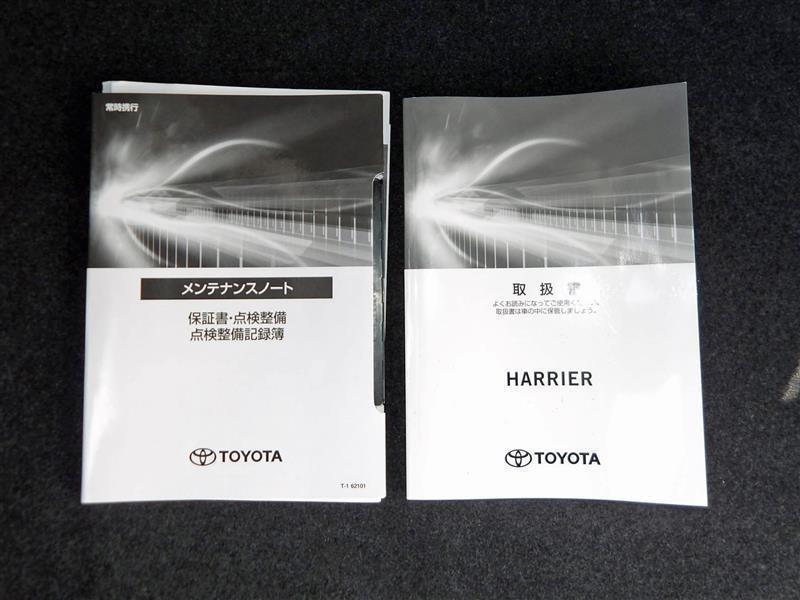 常時携行
メンテナンスノート
保証書・点検整備
点検整備記録簿
TOYOTA
T-1 62101
取扱書
よくお読みになってご使用く
取扱書は車の中に保管しましょう。
HARRIER
TOYOTA